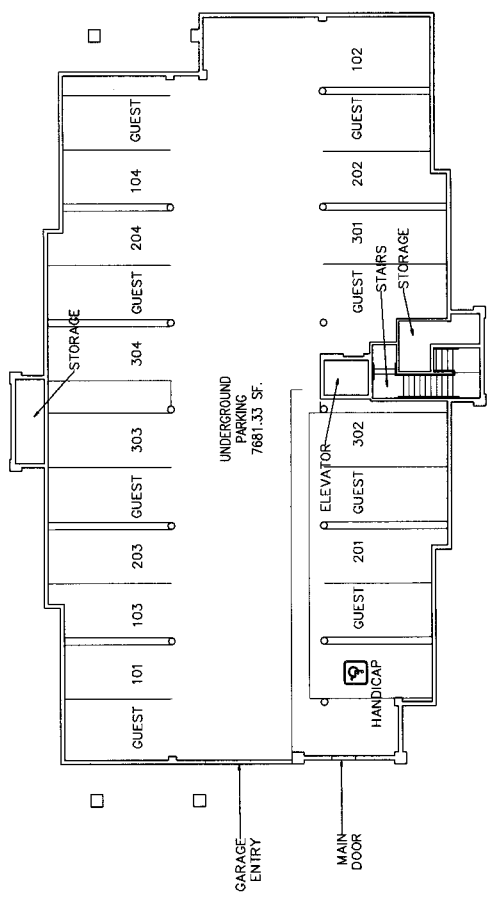 GUEST
104
204
GUEST
304
303
GUEST
203
103
101
GUEST
STORAGE
UNDERGROUND
PARKING
7681.33 SF.
102
GUEST
202
301
GUEST
STAIRS
STORAGE
ELEVATOR
302
GUEST
201
GUEST
HANDICAP
GARAGE
ENTRY
MAIN
DOOR